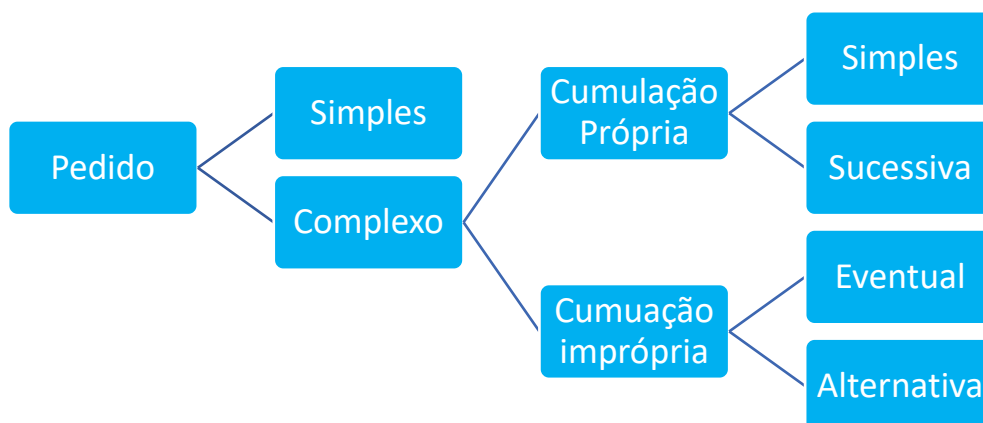 Pedido
Simples
Complexo
Cumulação
Própria
Simples
Sucessiva
Cumuação
imprópria
Eventual
Alternativa